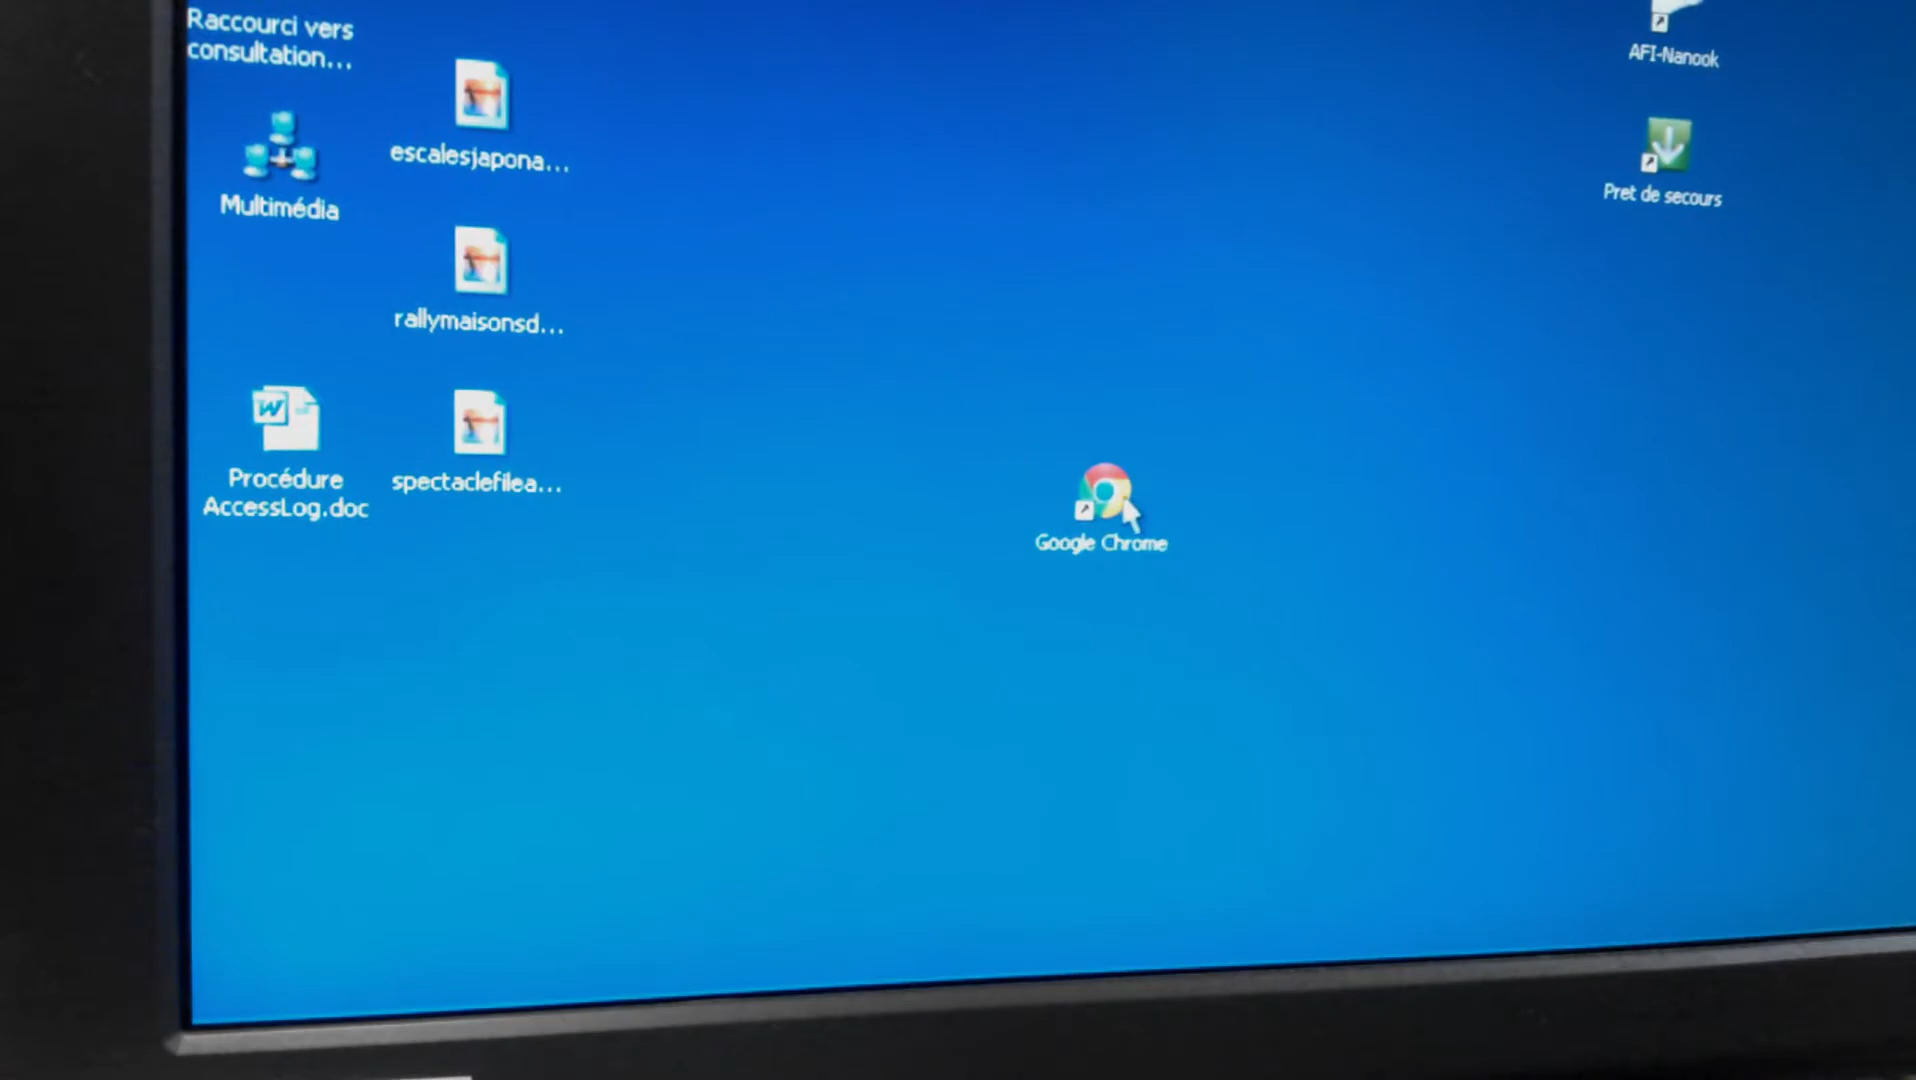 Raccourci vers
consultation...
Multimédia
Procédure
AccessLog.doc
escalesjapona...
rallymaisonsd...
spectaclefilea...
Google Chrome
AFI-Nanook
Pret de secours